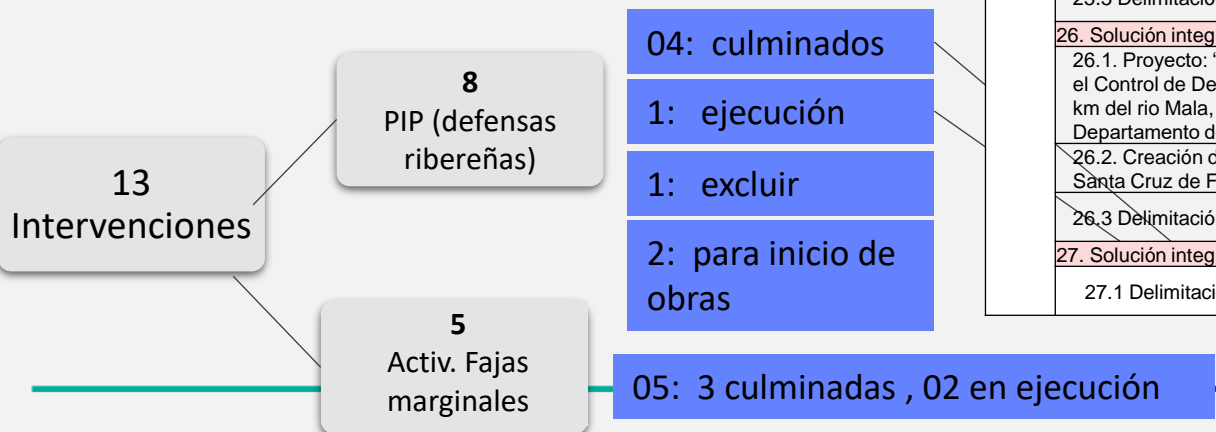 13
Intervenciones
8
PIP (defensas
ribereñas)
5
Activ. Fajas
marginales
04: culminados
1: ejecución
1: excluir
2: para inicio de
obras
05: 3 culminadas , 02 en ejecución
26. Solución integ
26.1. Proyecto: "
el Control de De
km del rio Mala,
Departamento d
26.2. Creación d
Santa Cruz de F
26.3 Delimitació
27. Solución integ
27.1 Delimitaci